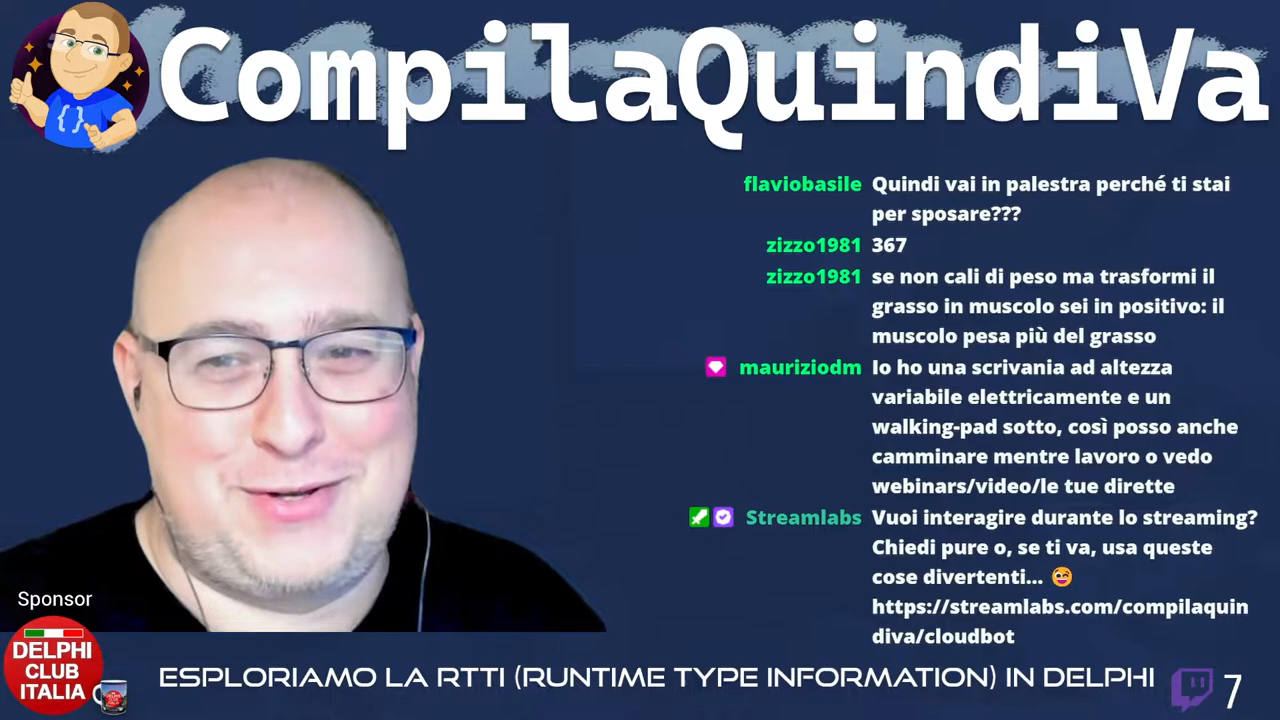 CompilaQuindiVa
{ }
flaviobasile Quindi vai in palestra perché ti stai
per sposare???
zizzo1981 367
zizzo1981 se non cali di peso ma trasformi il
grasso in muscolo sei in positivo: il
muscolo pesa più del grasso
mauriziodm Io ho una scrivania ad altezza
variabile elettricamente e un
walking-pad sotto, così posso anche
camminare mentre lavoro o vedo
webinars/video/le tue dirette
Streamlabs Vuoi interagire durante lo streaming?
Chiedi pure o, se ti va, usa queste
cose divertenti... 😄
https://streamlabs.com/compilaquin
diva/cloudbot
Sponsor
DELPHI
CLUB
ITALIA
ESPLORIAMO LA RTTI (RUNTIME TYPE INFORMATION) IN DELPHI
7